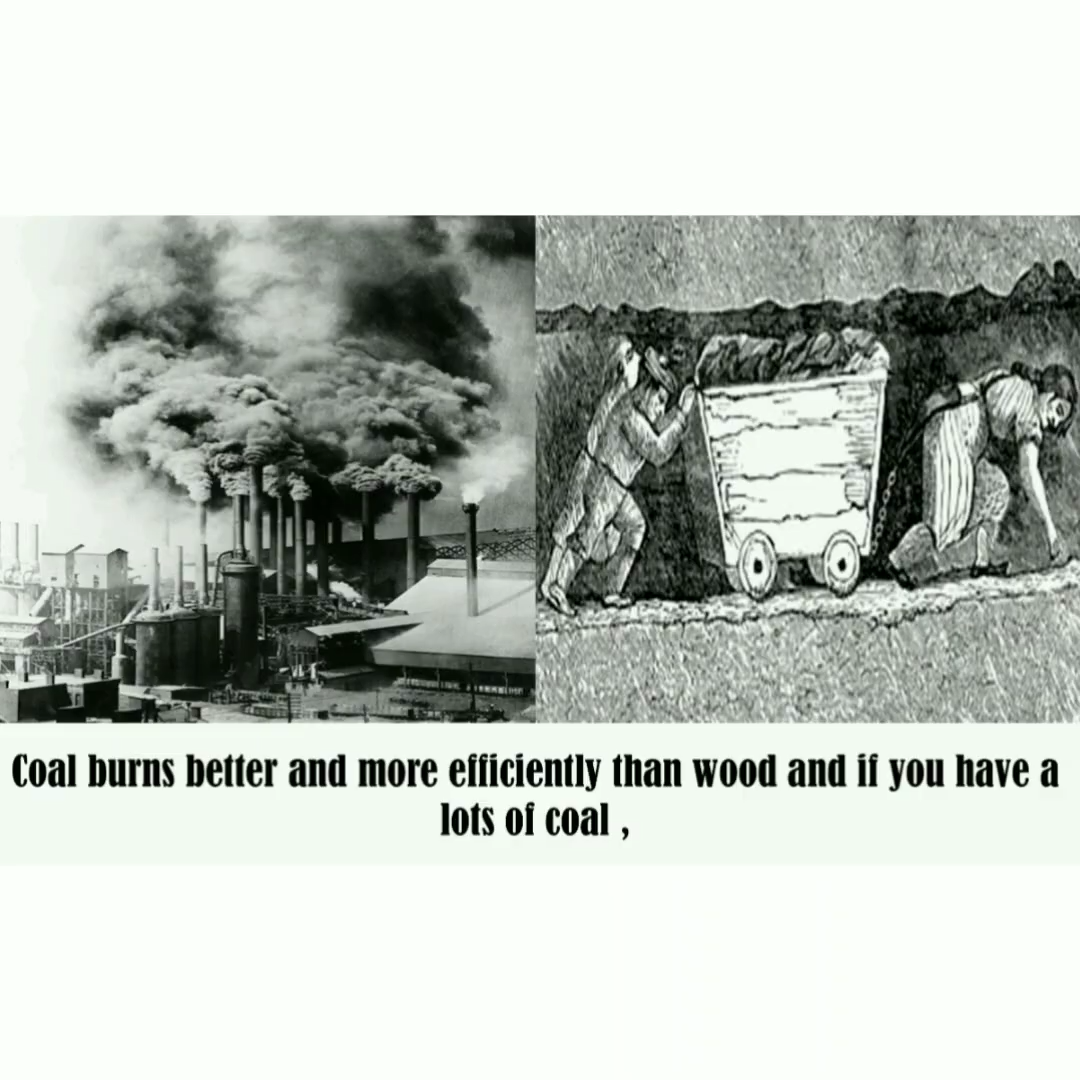 Coal burns better and more efficiently than wood and if you have a
lots of coal ,